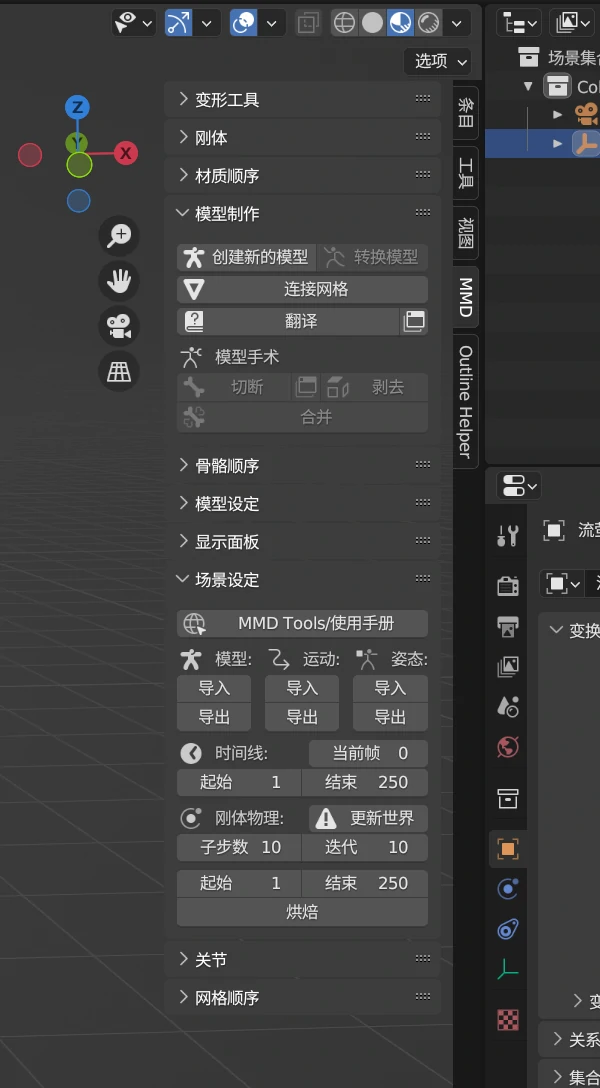 选项
场景集合
Col
变形工具
刚体
材质顺序
模型制作
创建新的模型 转换模型
连接网格
翻译
模型手术
切断 剥去
合并
骨骼顺序
模型设定
显示面板
场景设定
MMD Tools/使用手册
模型: 运动: 姿态:
导入 导入 导入
导出 导出 导出
时间线: 当前帧 0
起始 1 结束 250
刚体物理: 更新世界
子步数 10 迭代 10
起始 1 结束 250
烘焙
关节
网格顺序
条目
工具
视图
MMD
Outline Helper
Z
Y
X
变换
关系
集合